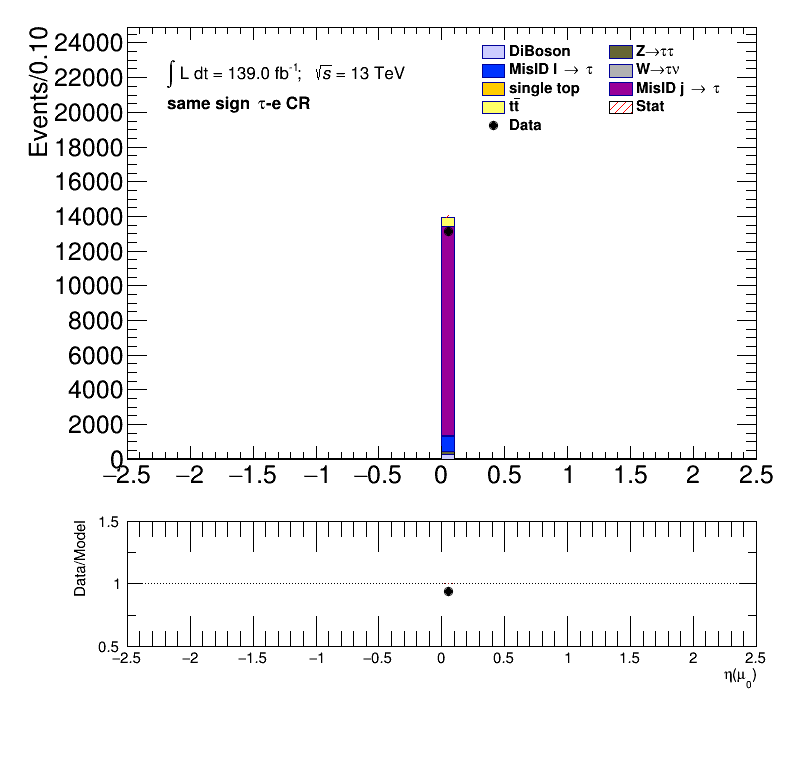 Events/0.10
24000
22000
20000
18000
16000
14000
12000
10000
8000
6000
4000
2000
0
∫ L dt = 139.0 fb⁻¹; √s = 13 TeV
same sign τ-e CR
DiBoson
MisID l → τ
single top
tt̄
Data
Z→ττ
W→τν
MisID j → τ
Stat
−2.5 −2 −1.5 −1 −0.5 0 0.5 1 1.5 2 2.5
Data/Model
1.5
1
0.5
−2.5 −2 −1.5 −1 −0.5 0 0.5 1 1.5 2 2.5
η(μ₀)